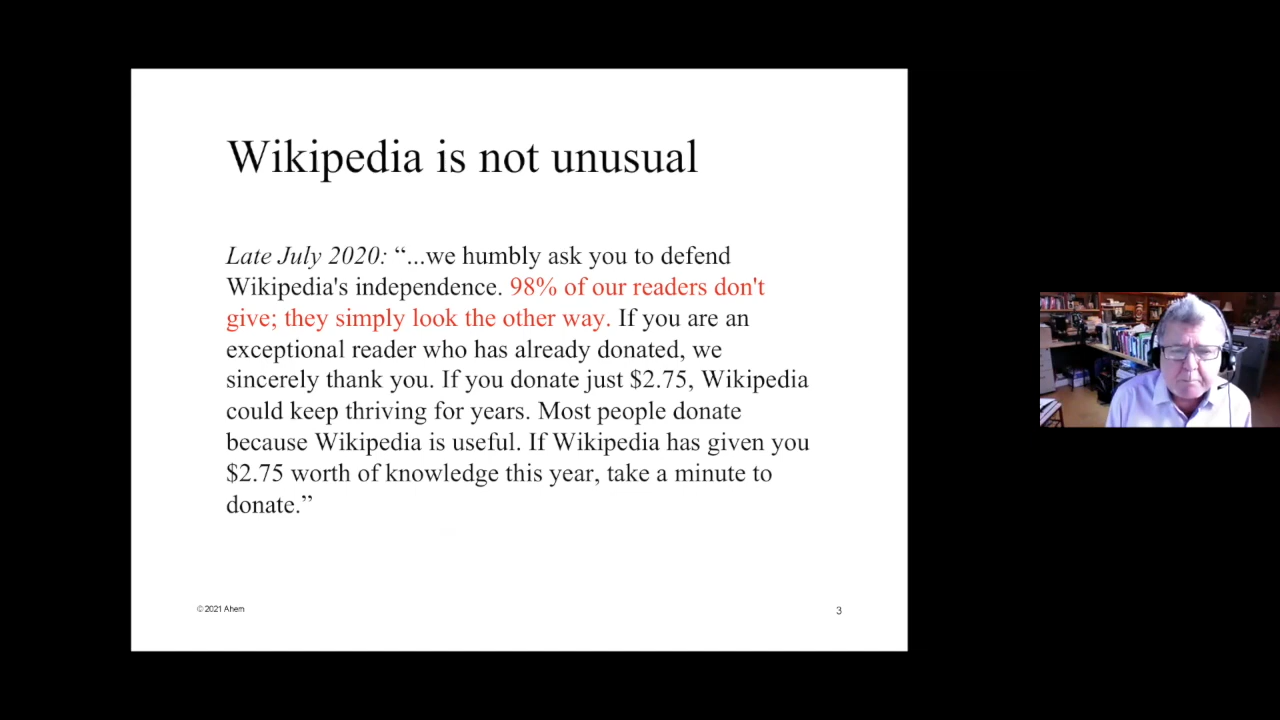 Wikipedia is not unusual
Late July 2020: “...we humbly ask you to defend
Wikipedia's independence. 98% of our readers don't
give; they simply look the other way. If you are an
exceptional reader who has already donated, we
sincerely thank you. If you donate just $2.75, Wikipedia
could keep thriving for years. Most people donate
because Wikipedia is useful. If Wikipedia has given you
$2.75 worth of knowledge this year, take a minute to
donate.”
© 2021 Ahern
3